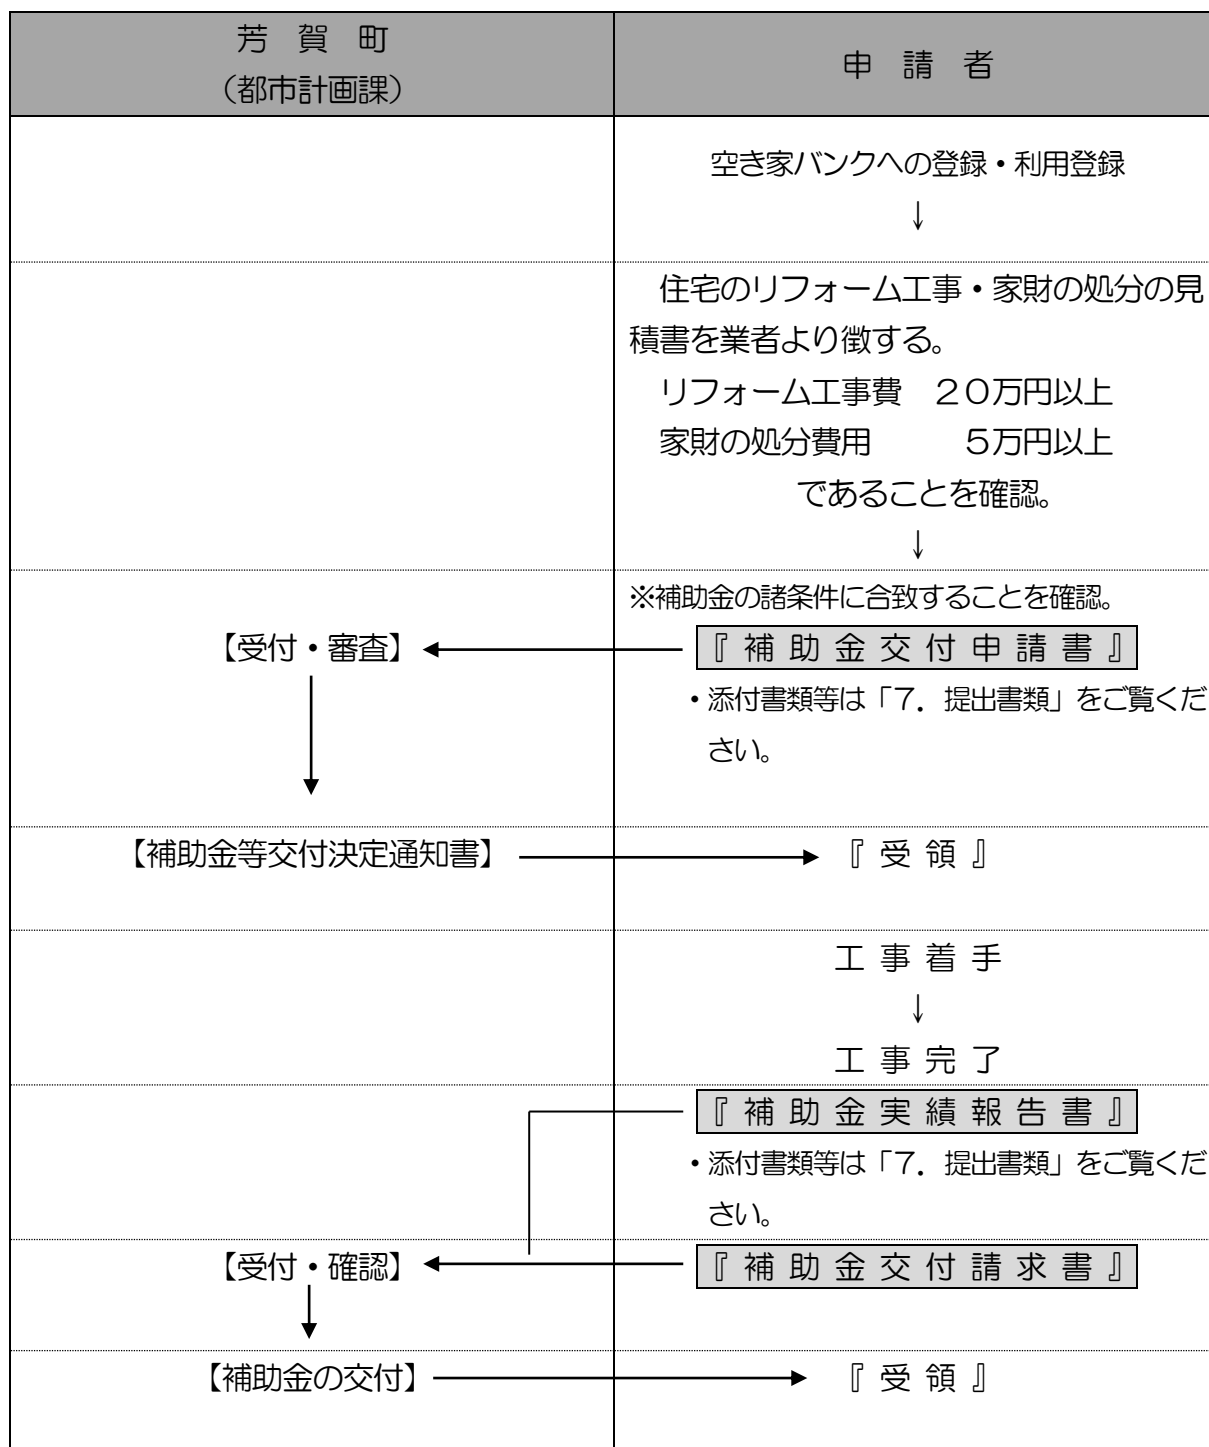 芳　賀　町
（都市計画課）
申　請　者
空き家バンクへの登録・利用登録
↓
住宅のリフォーム工事・家財の処分の見
積書を業者より徴する。
リフォーム工事費　２０万円以上
家財の処分費用　　　５万円以上
であることを確認。
↓
※補助金の諸条件に合致することを確認。
【受付・審査】
『 補 助 金 交 付 申 請 書 』
・添付書類等は「７．提出書類」をご覧くだ
さい。
【補助金等交付決定通知書】
『 受 領 』
工 事 着 手
↓
工 事 完 了
『 補 助 金 実 績 報 告 書 』
・添付書類等は「７．提出書類」をご覧くだ
さい。
【受付・確認】
『 補 助 金 交 付 請 求 書 』
【補助金の交付】
『 受 領 』